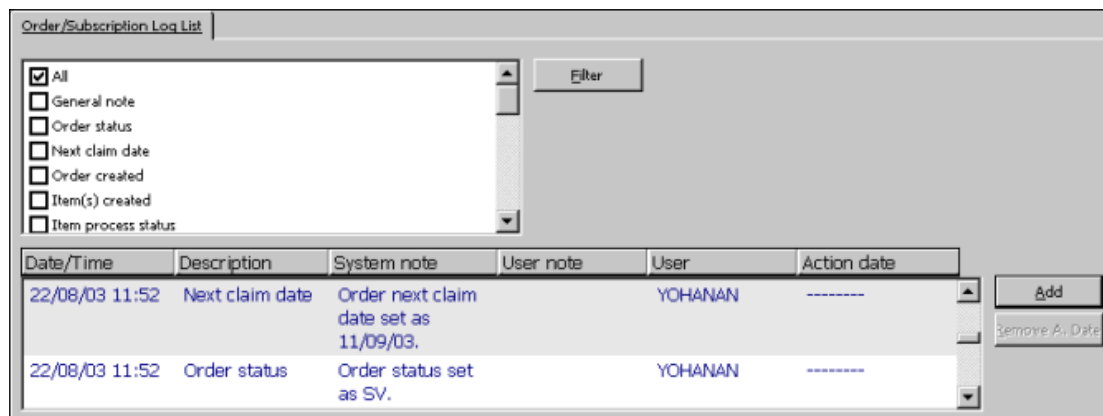 Order/Subscription Log List
All
Filter
General note
Order status
Next claim date
Order created
Item(s) created
Item process status
Date/Time Description System note User note User Action date
22/08/03 11:52 Next claim date Order next claim YOHANAN --------
date set as
11/09/03.
Add
Remove A. Date
22/08/03 11:52 Order status Order status set YOHANAN --------
as SV.